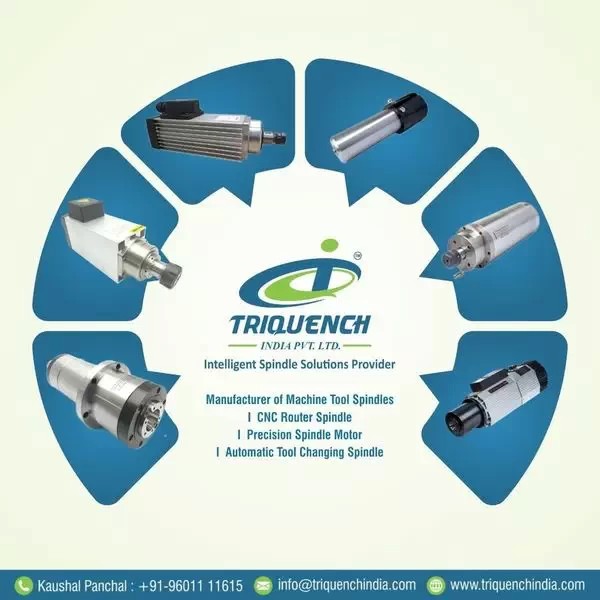 TM
TRIQUENCH
INDIA PVT. LTD.
Intelligent Spindle Solutions Provider
Manufacturer of Machine Tool Spindles
I CNC Router Spindle
I Precision Spindle Motor
I Automatic Tool Changing Spindle
Kaushal Panchal : +91-96011 11615
info@triquenchindia.com
www.triquenchindia.com